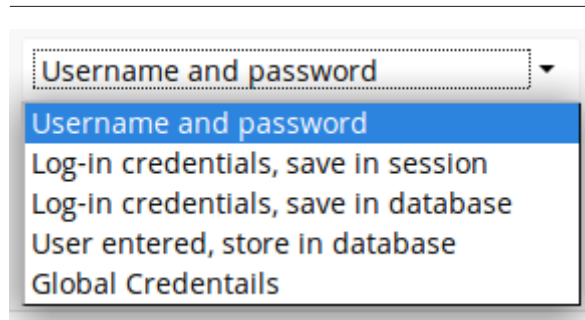 Username and password
Username and password
Log-in credentials, save in session
Log-in credentials, save in database
User entered, store in database
Global Credentails